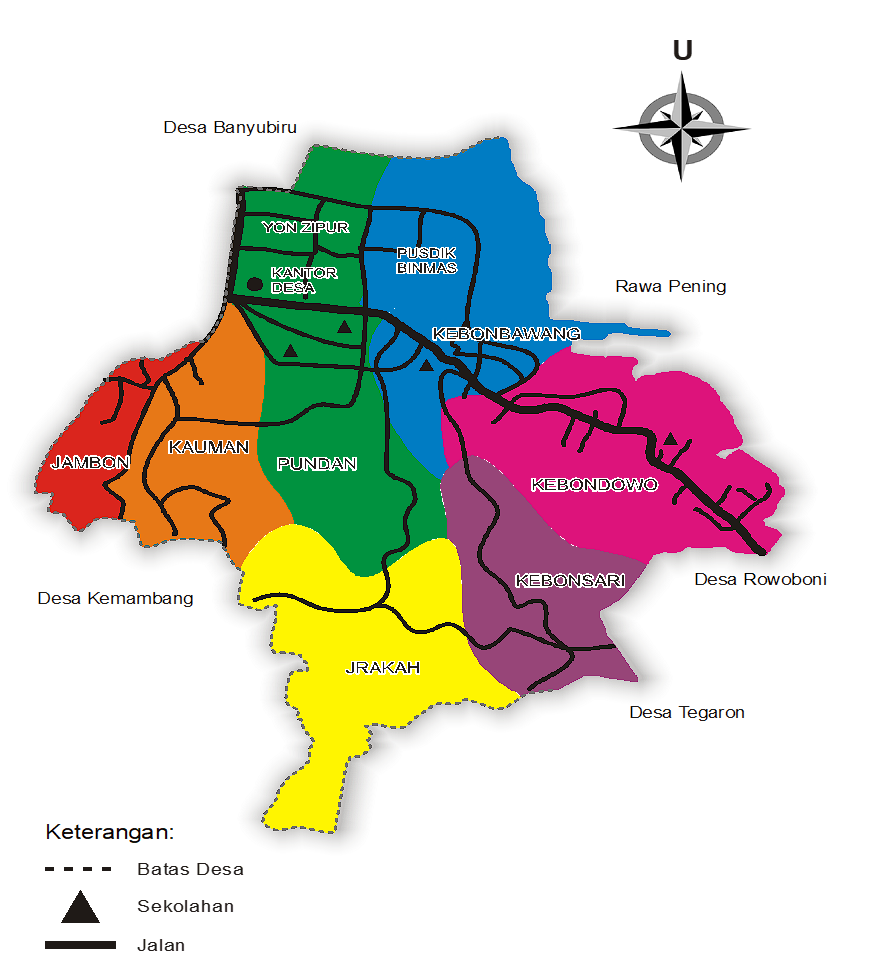 U
Desa Banyubiru
YON ZIPUR
PUSDIK
BINMAS
KANTOR
DESA
Rawa Pening
KEBONBAWANG
JAMBON
KAUMAN
PUNDAN
KEBONDOWO
KEBONSARI
Desa Rowoboni
Desa Kemambang
JRAKAH
Desa Tegaron
Keterangan:
Batas Desa
Sekolahan
Jalan